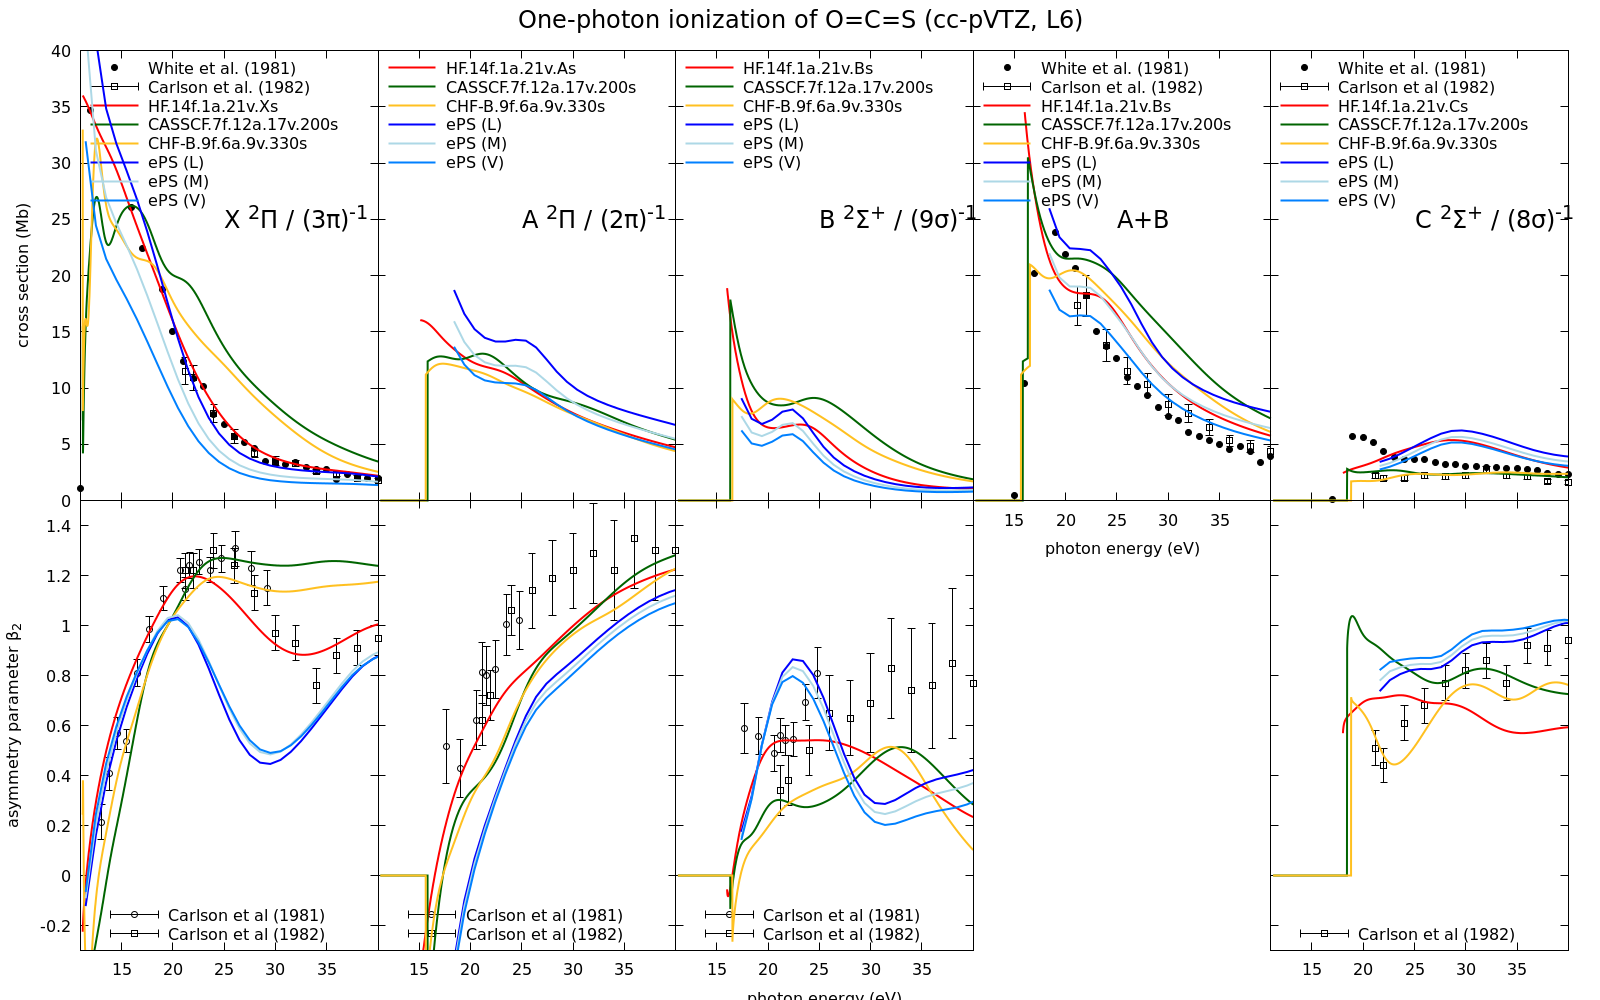 One-photon ionization of O=C=S (cc-pVTZ, L6)
cross section (Mb)
40
35
30
25
20
15
10
5
0
White et al. (1981)
Carlson et al. (1982)
HF.14f.1a.21v.Xs
CASSCF.7f.12a.17v.200s
CHF-B.9f.6a.9v.330s
ePS (L)
ePS (M)
ePS (V)
X ²Π / (3π)⁻¹
HF.14f.1a.21v.As
CASSCF.7f.12a.17v.200s
CHF-B.9f.6a.9v.330s
ePS (L)
ePS (M)
ePS (V)
A ²Π / (2π)⁻¹
HF.14f.1a.21v.Bs
CASSCF.7f.12a.17v.200s
CHF-B.9f.6a.9v.330s
ePS (L)
ePS (M)
ePS (V)
B ²Σ⁺ / (9σ)⁻¹
White et al. (1981)
Carlson et al. (1982)
HF.14f.1a.21v.Bs
CASSCF.7f.12a.17v.200s
CHF-B.9f.6a.9v.330s
ePS (L)
ePS (M)
ePS (V)
A+B
15 20 25 30 35
photon energy (eV)
White et al. (1981)
Carlson et al (1982)
HF.14f.1a.21v.Cs
CASSCF.7f.12a.17v.200s
CHF-B.9f.6a.9v.330s
ePS (L)
ePS (M)
ePS (V)
C ²Σ⁺ / (8σ)⁻¹
asymmetry parameter β₂
1.4
1.2
1
0.8
0.6
0.4
0.2
0
-0.2
Carlson et al (1981)
Carlson et al (1982)
15 20 25 30 35
Carlson et al (1981)
Carlson et al (1982)
15 20 25 30 35
Carlson et al (1981)
Carlson et al (1982)
15 20 25 30 35
photon energy (eV)
Carlson et al (1982)
15 20 25 30 35